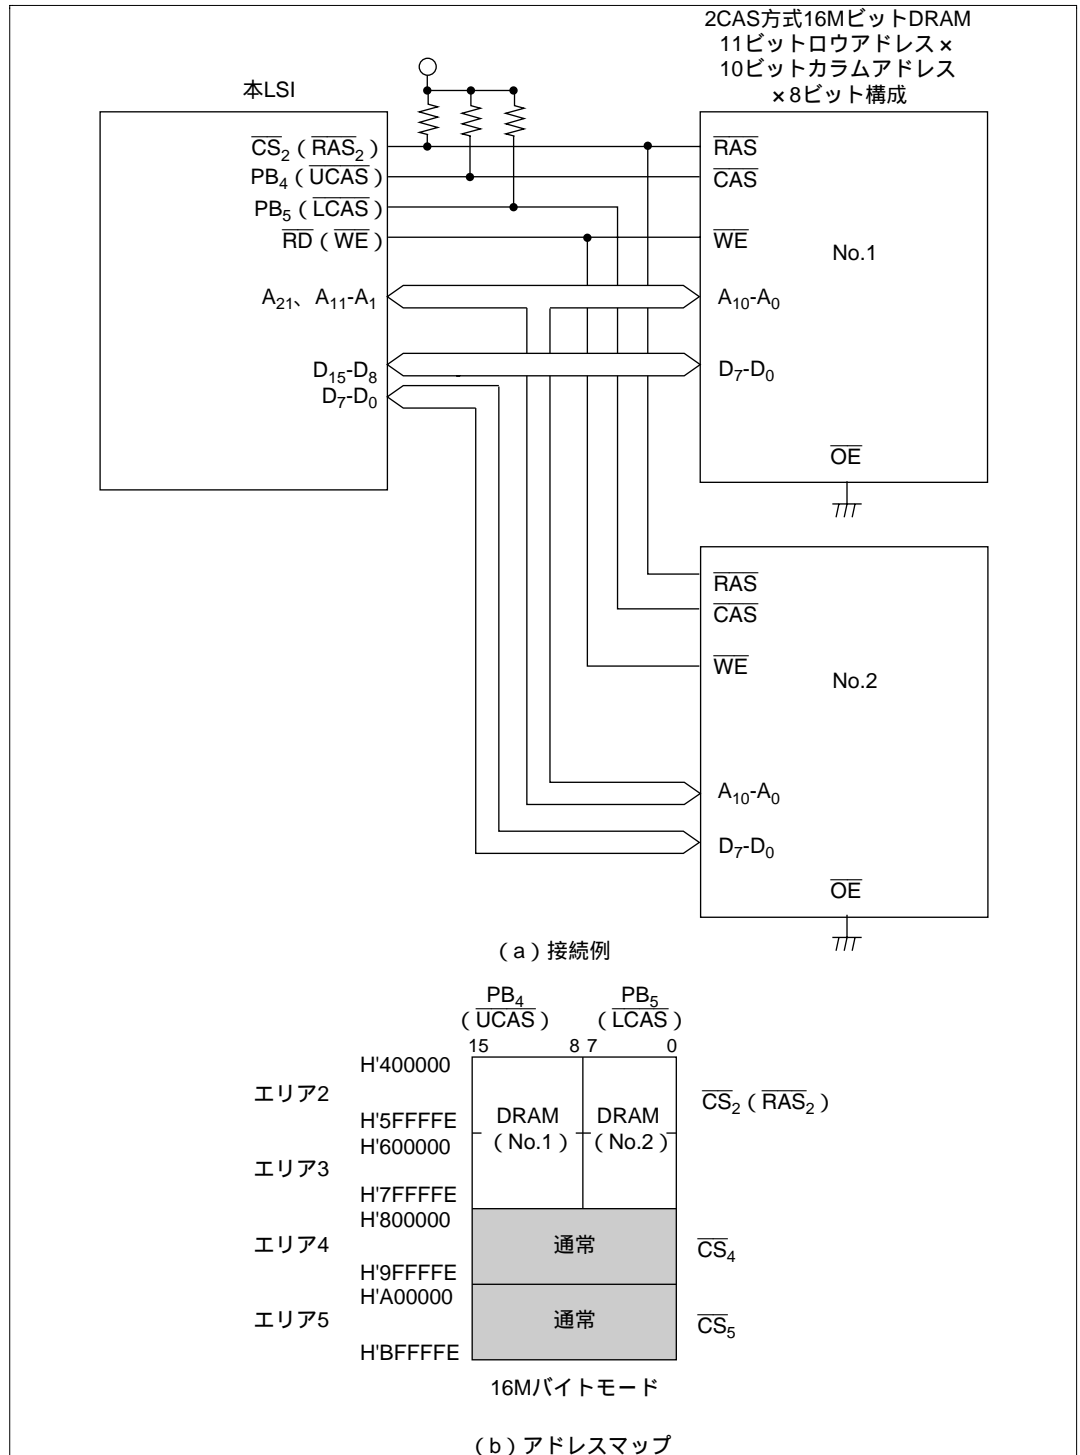 2CAS方式16MビットDRAM
11ビットロウアドレス×
10ビットカラムアドレス
×8ビット構成
本LSI
CS2(RAS2)
PB4(UCAS)
PB5(LCAS)
RD(WE)
A21、A11-A1
D15-D8
D7-D0
RAS
CAS
WE
No.1
A10-A0
D7-D0
OE
RAS
CAS
WE
No.2
A10-A0
D7-D0
OE
(a)接続例
PB4 PB5
(UCAS) (LCAS)
15 8 7 0
エリア2
H'400000
H'5FFFFE
エリア3
H'600000
H'7FFFFE
エリア4
H'800000
H'9FFFFE
エリア5
H'A00000
H'BFFFFE
DRAM DRAM
(No.1) (No.2)
通常
通常
CS2(RAS2)
CS4
CS5
16Mバイトモード
(b)アドレスマップ